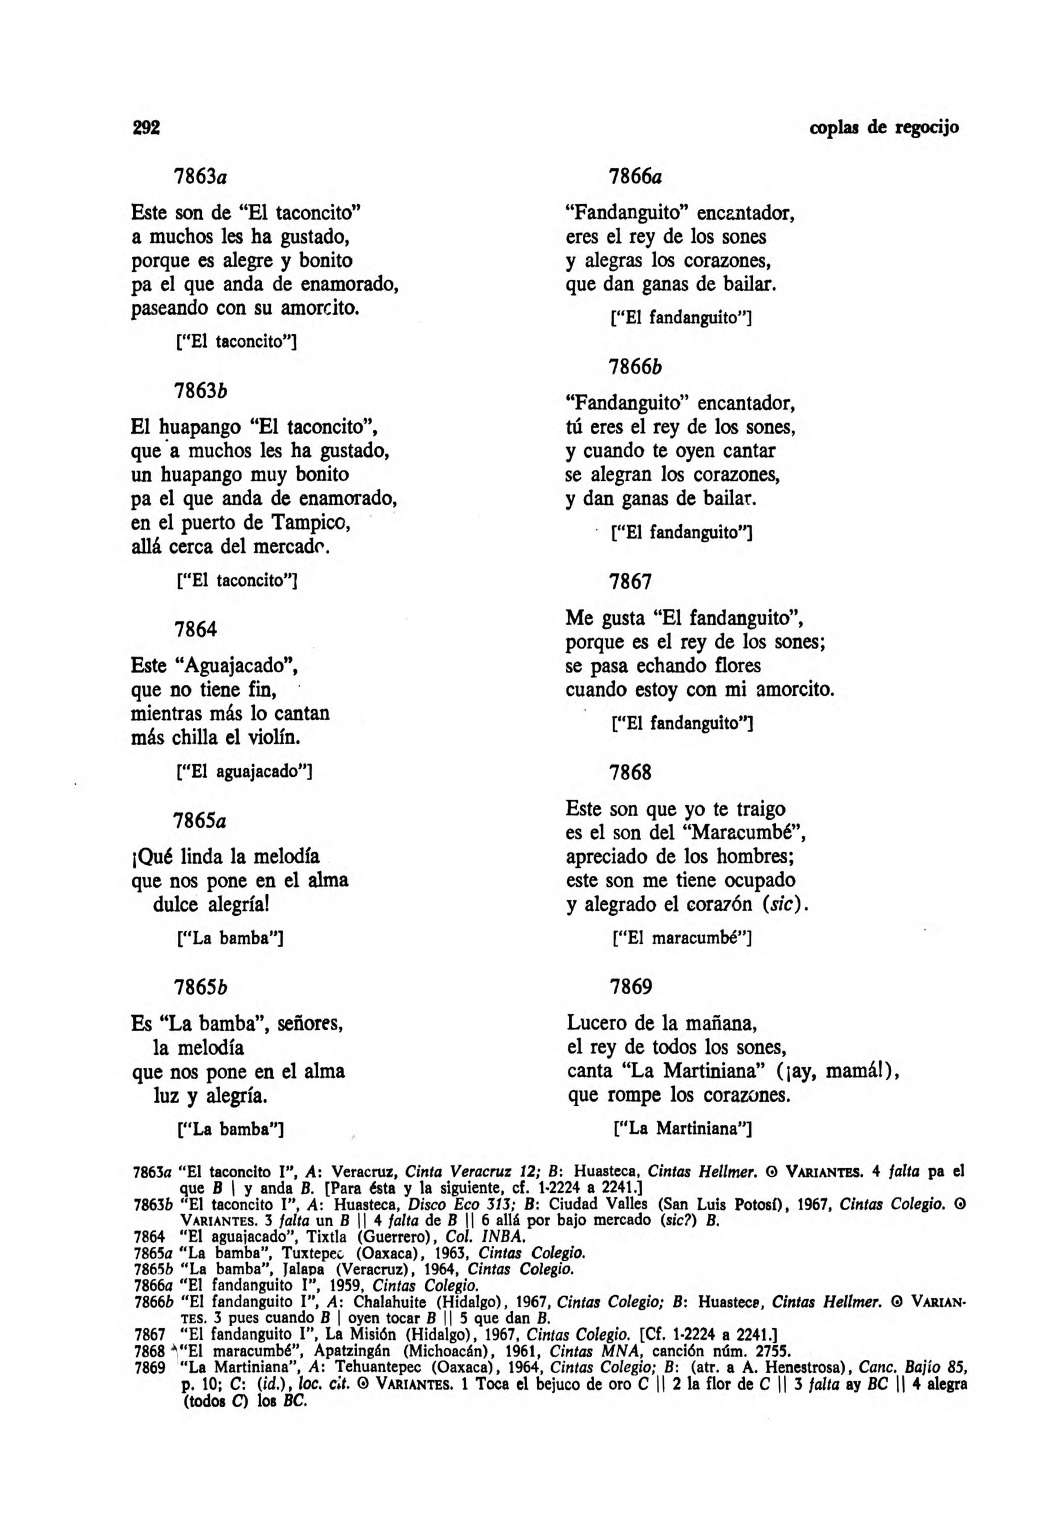 292
coplas de regocijo
7863a
Este son de “El taconcito”
a muchos les ha gustado,
porque es alegre y bonito
pa el que anda de enamorado,
paseando con su amorcito.
[“El taconcito”]
7863b
El huapango “El taconcito”,
que a muchos les ha gustado,
un huapango muy bonito
pa el que anda de enamorado,
en el puerto de Tampico,
allá cerca del mercado.
[“El taconcito”]
7864
Este “Aguajacado”,
que no tiene fin,
mientras más lo cantan
más chilla el violín.
[“El aguajacado”]
7865a
¡Qué linda la melodía
que nos pone en el alma
dulce alegría!
[“La bamba”]
7865b
Es “La bamba”, señores,
la melodía
que nos pone en el alma
luz y alegría.
[“La bamba”]
7866a
“Fandanguito” encantador,
eres el rey de los sones
y alegras los corazones,
que dan ganas de bailar.
[“El fandanguito”]
7866b
“Fandanguito” encantador,
tú eres el rey de los sones,
y cuando te oyen cantar
se alegran los corazones,
y dan ganas de bailar.
[“El fandanguito”]
7867
Me gusta “El fandanguito”,
porque es el rey de los sones;
se pasa echando flores
cuando estoy con mi amorcito.
[“El fandanguito”]
7868
Este son que yo te traigo
es el son del “Maracumbé”,
apreciado de los hombres;
este son me tiene ocupado
y alegrado el corazón (sic).
[“El maracumbé”]
7869
Lucero de la mañana,
el rey de todos los sones,
canta “La Martiniana” (¡ay, mamá!),
que rompe los corazones.
[“La Martiniana”]
7863a “El taconcito I”, A: Veracruz, Cinta Veracruz 12; B: Huasteca, Cintas Hellmer. ⊙ VARIANTES. 4 falta pa el
que B | y anda B. [Para ésta y la siguiente, cf. 1-2224 a 2241.]
7863b “El taconcito I”, A: Huasteca, Disco Eco 313; B: Ciudad Valles (San Luis Potosí), 1967, Cintas Colegio. ⊙
VARIANTES. 3 falta un B || 4 falta de B || 6 allá por bajo mercado (sic?) B.
7864 “El aguajacado”, Tixtla (Guerrero), Col. INBA.
7865a “La bamba”, Tuxtepec (Oaxaca), 1963, Cintas Colegio.
7865b “La bamba”, Jalapa (Veracruz), 1964, Cintas Colegio.
7866a “El fandanguito I”, 1959, Cintas Colegio.
7866b “El fandanguito I”, A: Chalahuite (Hidalgo), 1967, Cintas Colegio; B: Huasteca, Cintas Hellmer. ⊙ VARIAN-
TES. 3 pues cuando B | oyen tocar B || 5 que dan B.
7867 “El fandanguito I”, La Misión (Hidalgo), 1967, Cintas Colegio. [Cf. 1-2224 a 2241.]
7868 “El maracumbé”, Apatzingán (Michoacán), 1961, Cintas MNA, canción núm. 2755.
7869 “La Martiniana”, A: Tehuantepec (Oaxaca), 1964, Cintas Colegio; B: (atr. a A. Henestrosa), Canc. Bajío 85,
p. 10; C: (id.), loc. cit. ⊙ VARIANTES. 1 Toca el bejuco de oro C || 2 la flor de C || 3 falta ay BC || 4 alegra
(todos C) los BC.